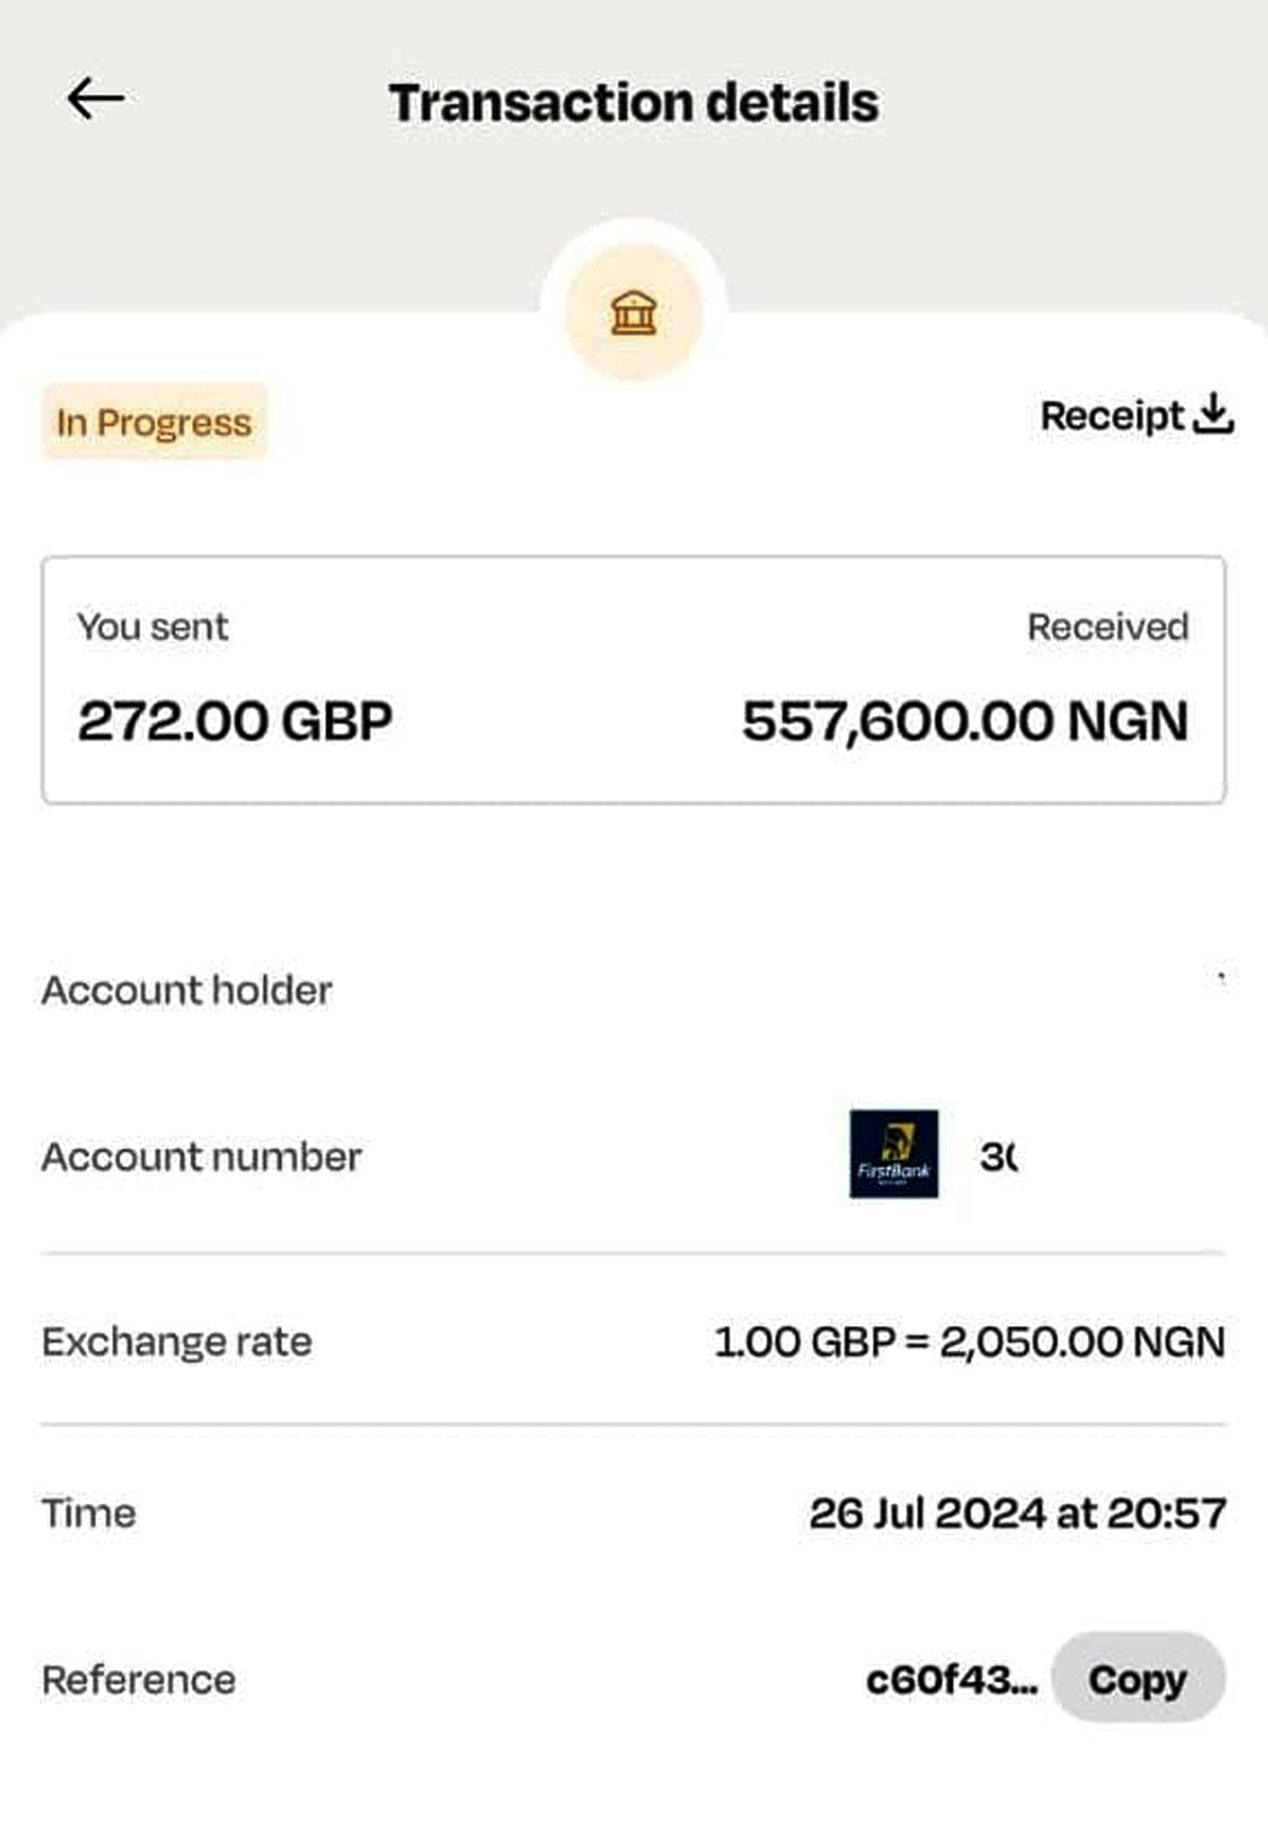 Transaction details
In Progress
Receipt
You sent
Received
272.00 GBP
557,600.00 NGN
Account holder
Account number
FirstBank
3(
Exchange rate
1.00 GBP = 2,050.00 NGN
Time
26 Jul 2024 at 20:57
Reference
c60f43...
Copy